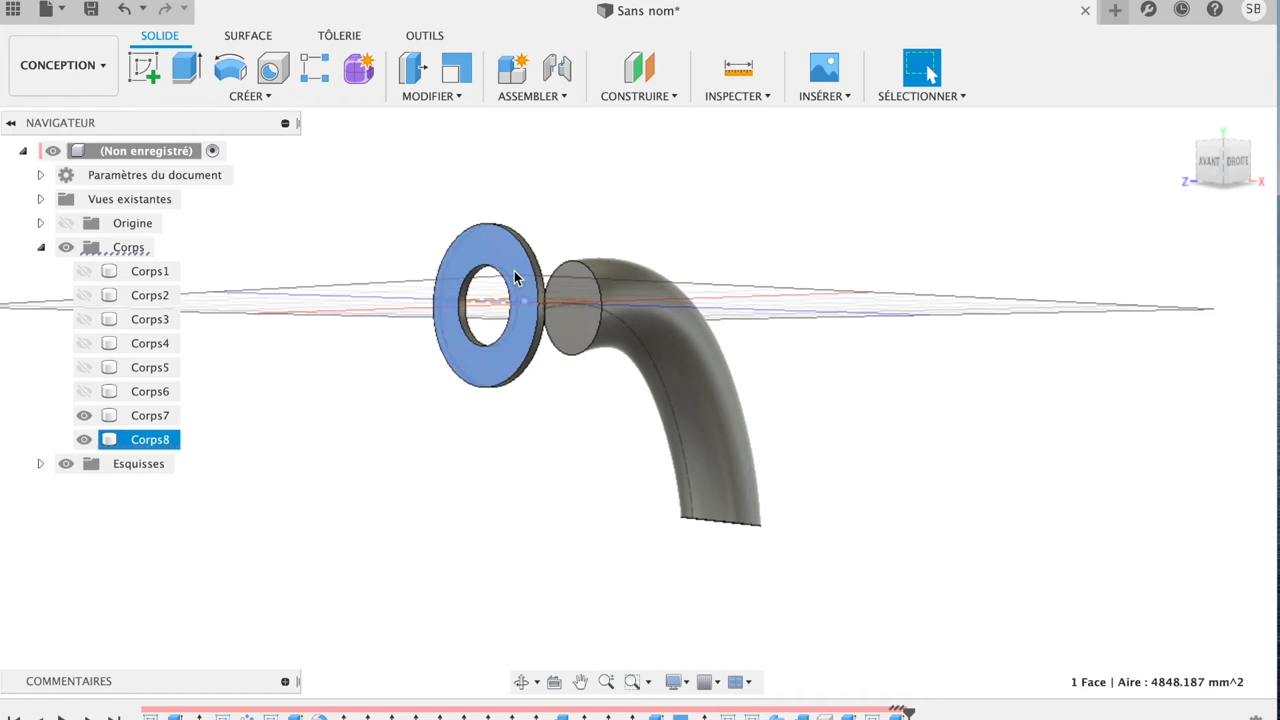 Sans nom*
SB
SOLIDE SURFACE TÔLERIE OUTILS
CONCEPTION
CRÉER MODIFIER ASSEMBLER CONSTRUIRE INSPECTER INSÉRER SÉLECTIONNER
NAVIGATEUR
(Non enregistré)
Paramètres du document
Vues existantes
Origine
Corps
Corps1
Corps2
Corps3
Corps4
Corps5
Corps6
Corps7
Corps8
Esquisses
AVANT DROITE
Y
Z X
COMMENTAIRES
1 Face | Aire : 4848.187 mm^2